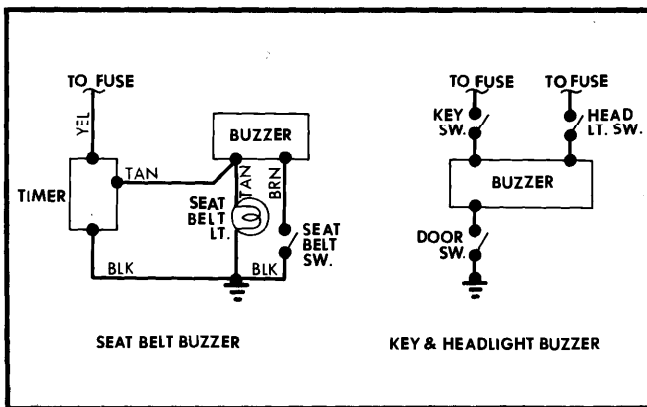 TO FUSE
YEL
TIMER
TAN
BUZZER
TAN
BRN
SEAT
BELT
LT.
SEAT
BELT
SW.
BLK
BLK
SEAT BELT BUZZER
TO FUSE
TO FUSE
KEY
SW.
HEAD
LT. SW.
BUZZER
DOOR
SW.
KEY & HEADLIGHT BUZZER